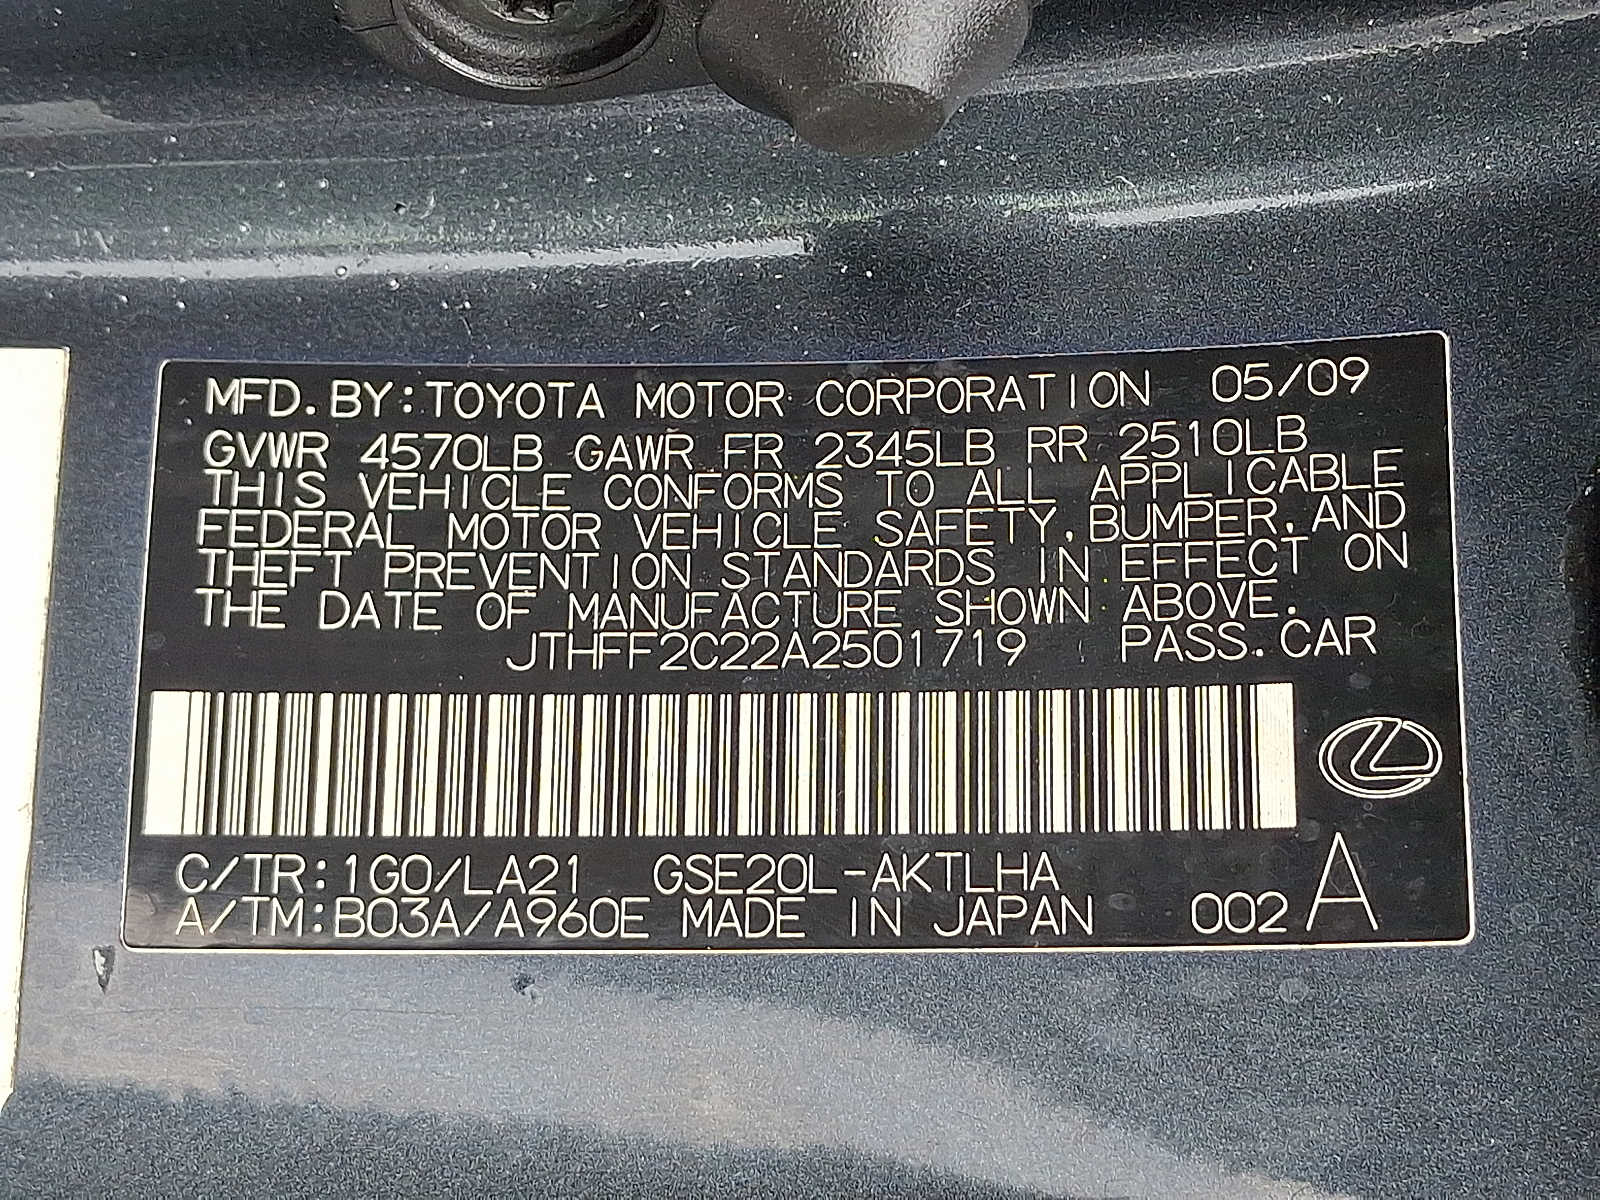 MFD. BY: TOYOTA MOTOR CORPORATION 05/09
GVWR 4570LB GAWR FR 2345LB RR 2510LB
THIS VEHICLE CONFORMS TO ALL APPLICABLE
FEDERAL MOTOR VEHICLE SAFETY, BUMPER, AND
THEFT PREVENTION STANDARDS IN EFFECT ON
THE DATE OF MANUFACTURE SHOWN ABOVE.
JTHFF2C22A2501719 PASS. CAR
C/TR: 1G0/LA21 GSE20L-AKTLHA
A/TM: B03A/A960E MADE IN JAPAN 002 A